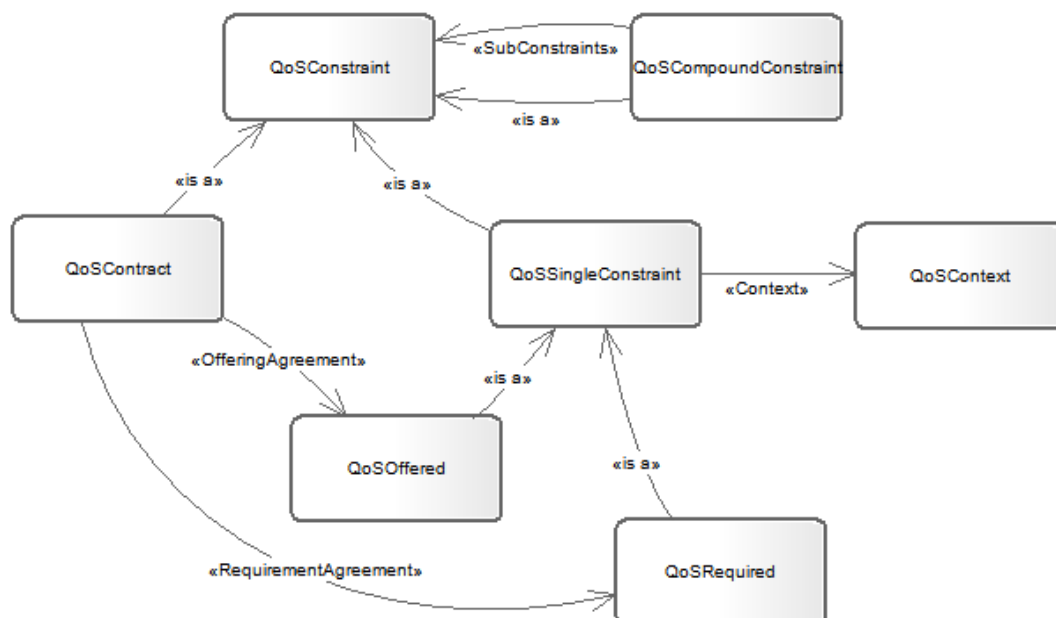 «SubConstraints»
QoSConstraint
QoSCompoundConstraint
«is a»
«is a»
«is a»
QoSContract
QoSSingleConstraint
QoSContext
«Context»
«OfferingAgreement»
«is a»
«is a»
QoSOffered
«RequirementAgreement»
QoSRequired